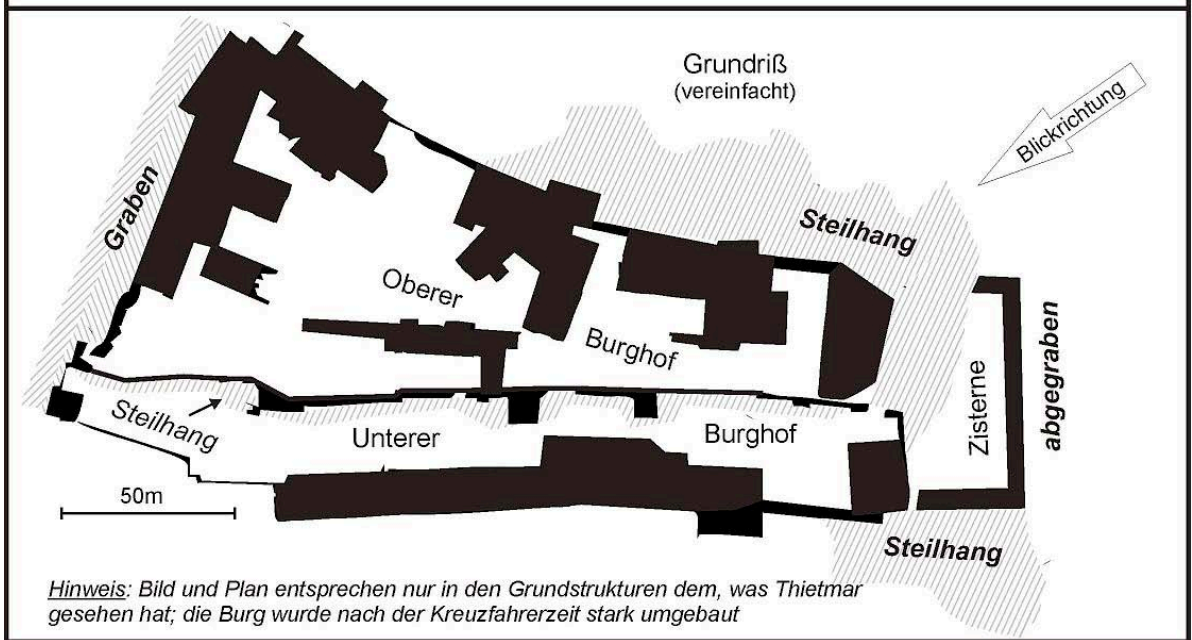 Grundriß
(vereinfacht)
Blickrichtung
Graben
Steilhang
Oberer
Burghof
Zisterne
abgegraben
Steilhang
Unterer
Burghof
50m
Steilhang
Hinweis: Bild und Plan entsprechen nur in den Grundstrukturen dem, was Thietmar
gesehen hat; die Burg wurde nach der Kreuzfahrerzeit stark umgebaut